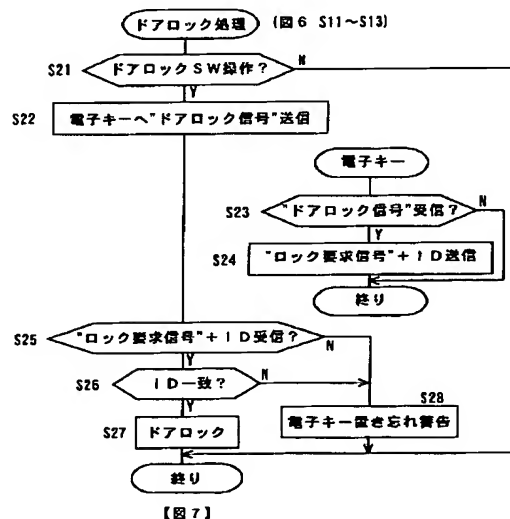 ドアロック処理 (図6 S11〜S13)
S21 ドアロックSW操作? N
Y
S22 電子キーへ"ドアロック信号"送信
電子キー
S23 "ドアロック信号"受信? N
Y
S24 "ロック要求信号"+ID送信
終り
S25 "ロック要求信号"+ID受信? N
Y
S26 ID一致? N
Y
S28
S27 ドアロック 電子キー置き忘れ警告
終り
【図7】